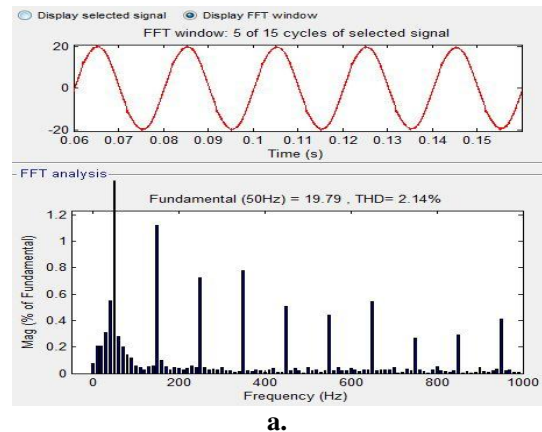 Display selected signal Display FFT window
FFT window: 5 of 15 cycles of selected signal
20
0
-20
0.06 0.07 0.08 0.09 0.1 0.11 0.12 0.13 0.14 0.15
Time (s)
FFT analysis
Fundamental (50Hz) = 19.79 , THD= 2.14%
Mag (% of Fundamental)
1.2
1
0.8
0.6
0.4
0.2
0
0 200 400 600 800 1000
Frequency (Hz)
a.